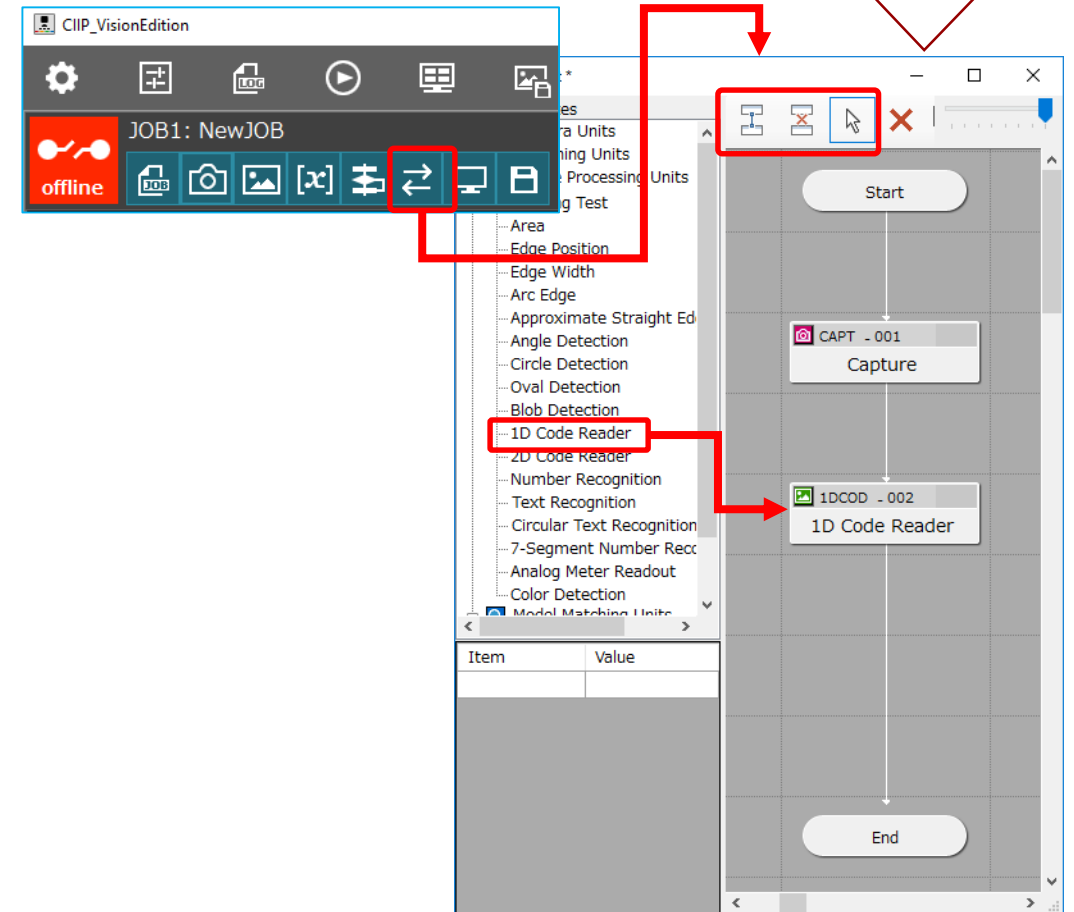 CIIP_VisionEdition
LOG
JOB1: NewJOB
offline
JOB
[x]
*
Units
Units
Processing Units
Test
Area
Edge Position
Edge Width
Arc Edge
Approximate Straight Ed
Angle Detection
Circle Detection
Oval Detection
Blob Detection
1D Code Reader
2D Code Reader
Number Recognition
Text Recognition
Circular Text Recognition
7-Segment Number Reco
Analog Meter Readout
Color Detection
Model Matching Units
Item Value
Start
CAPT - 001
Capture
1DCOD - 002
1D Code Reader
End